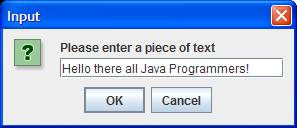 Input
Please enter a piece of text
Hello there all Java Programmers!
OK
Cancel